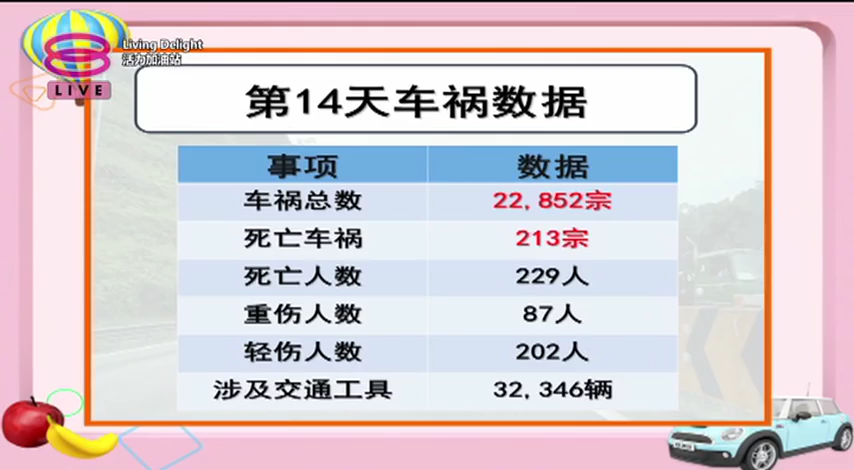 Living Delight
活力加油站
LIVE
第14天车祸数据
事项 数据
车祸总数 22,852宗
死亡车祸 213宗
死亡人数 229人
重伤人数 87人
轻伤人数 202人
涉及交通工具 32,346辆